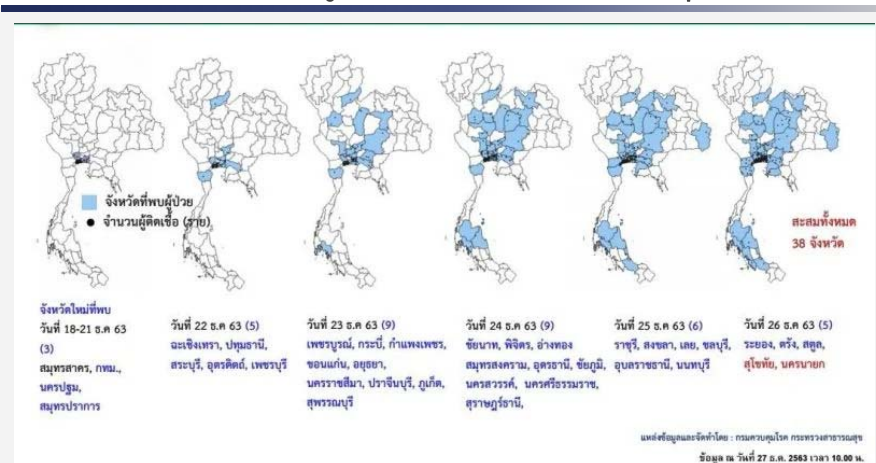 จังหวัดที่พบผู้ป่วย
จำนวนผู้ติดเชื้อ (ราย)
สะสมทั้งหมด
38 จังหวัด
จังหวัดใหม่ที่พบ
วันที่ 18-21 ธ.ค 63
(3)
สมุทรสาคร, กทม.,
นครปฐม,
สมุทรปราการ
วันที่ 22 ธ.ค 63 (5)
ฉะเชิงเทรา, ปทุมธานี,
สระบุรี, อุตรดิตถ์, เพชรบุรี
วันที่ 23 ธ.ค 63 (9)
เพชรบูรณ์, กระบี่, กำแพงเพชร,
ขอนแก่น, อยุธยา,
นครราชสีมา, ปราจีนบุรี, ภูเก็ต,
สุพรรณบุรี
วันที่ 24 ธ.ค 63 (9)
ชัยนาท, พิจิตร, อ่างทอง
สมุทรสงคราม, อุดรธานี, ชัยภูมิ,
นครสวรรค์, นครศรีธรรมราช,
สุราษฎร์ธานี,
วันที่ 25 ธ.ค 63 (6)
ราชุรี, สงขลา, เลย, ชลบุรี,
อุบลราชธานี, นนทบุรี
วันที่ 26 ธ.ค 63 (5)
ระยอง, ตรัง, สตูล,
สุโขทัย, นครนายก
แหล่งข้อมูลและจัดทำโดย : กรมควบคุมโรค กระทรวงสาธารณสุข
ข้อมูล ณ วันที่ 27 ธ.ค. 2563 เวลา 10.00 น.